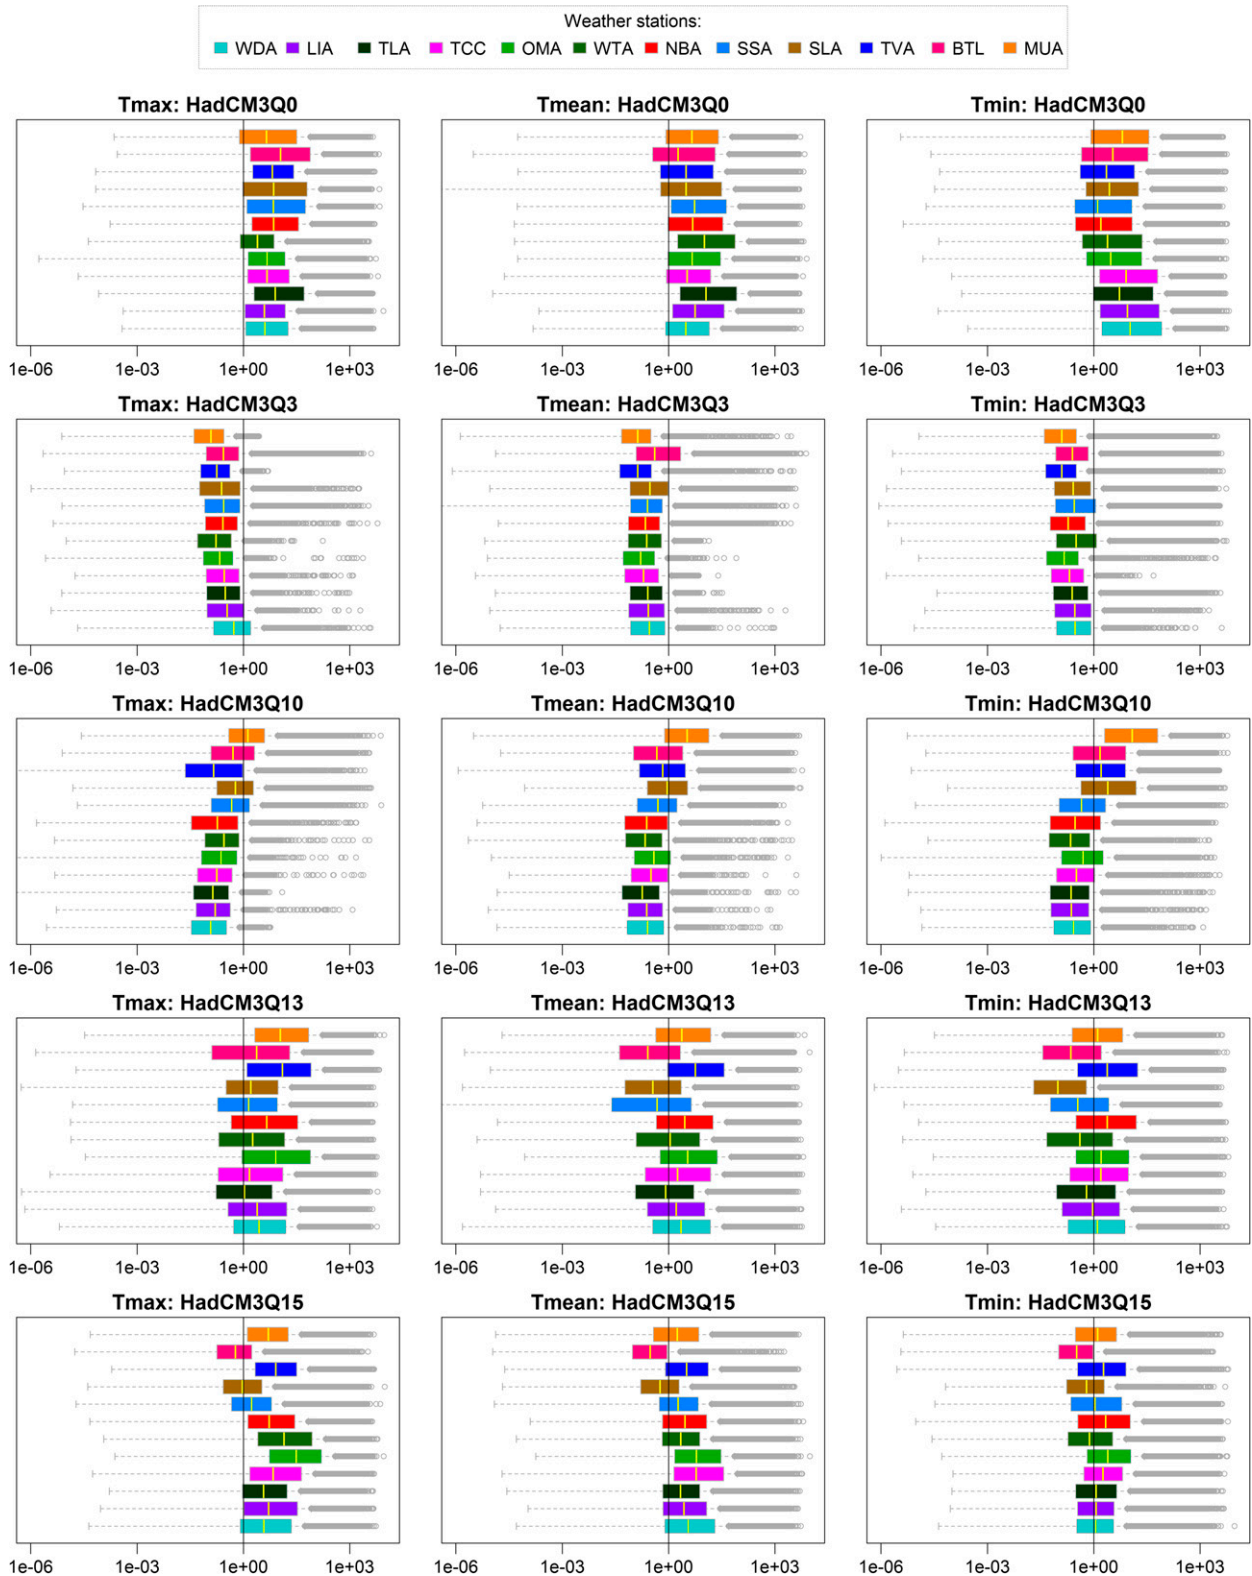 Weather stations:
WDA LIA TLA TCC OMA WTA NBA SSA SLA TVA BTL MUA
Tmax: HadCM3Q0 Tmean: HadCM3Q0 Tmin: HadCM3Q0
1e-06 1e-03 1e+00 1e+03 1e-06 1e-03 1e+00 1e+03 1e-06 1e-03 1e+00 1e+03
Tmax: HadCM3Q3 Tmean: HadCM3Q3 Tmin: HadCM3Q3
1e-06 1e-03 1e+00 1e+03 1e-06 1e-03 1e+00 1e+03 1e-06 1e-03 1e+00 1e+03
Tmax: HadCM3Q10 Tmean: HadCM3Q10 Tmin: HadCM3Q10
1e-06 1e-03 1e+00 1e+03 1e-06 1e-03 1e+00 1e+03 1e-06 1e-03 1e+00 1e+03
Tmax: HadCM3Q13 Tmean: HadCM3Q13 Tmin: HadCM3Q13
1e-06 1e-03 1e+00 1e+03 1e-06 1e-03 1e+00 1e+03 1e-06 1e-03 1e+00 1e+03
Tmax: HadCM3Q15 Tmean: HadCM3Q15 Tmin: HadCM3Q15
1e-06 1e-03 1e+00 1e+03 1e-06 1e-03 1e+00 1e+03 1e-06 1e-03 1e+00 1e+03